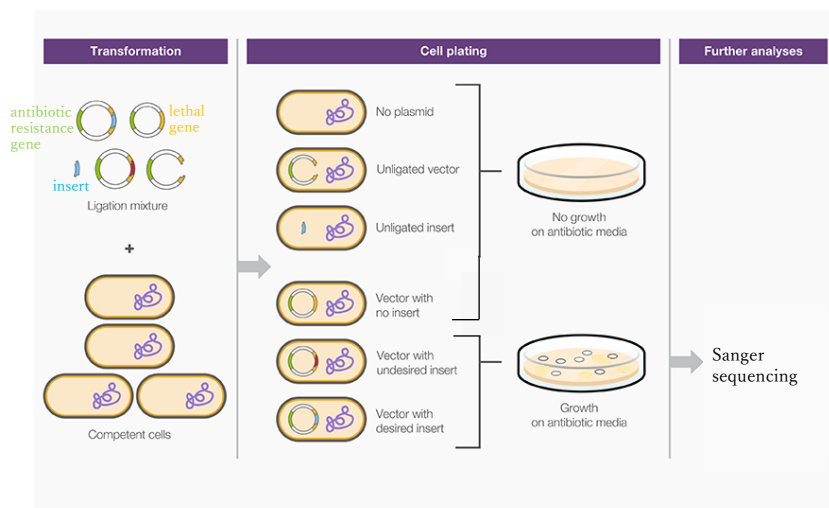 Transformation
Cell plating
Further analyses
antibiotic
resistance
gene
lethal
gene
insert
Ligation mixture
+
Competent cells
No plasmid
Unligated vector
Unligated insert
Vector with
no insert
Vector with
undesired insert
Vector with
desired insert
No growth
on antibiotic media
Growth
on antibiotic media
Sanger
sequencing